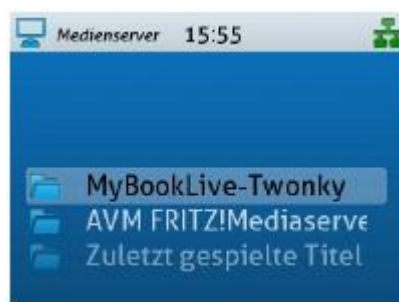 Medienserver 15:55
MyBookLive-Twonky
AVM FRITZ!Mediaserve
Zuletzt gespielte Titel